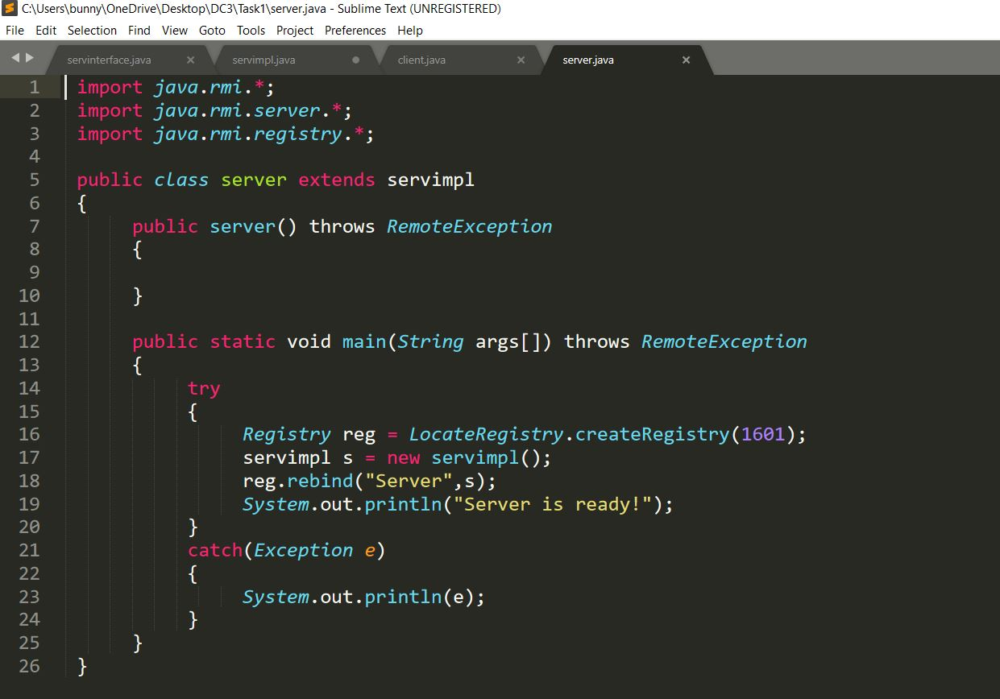 C:\Users\bunny\OneDrive\Desktop\DC3\Task1\server.java - Sublime Text (UNREGISTERED)
File Edit Selection Find View Goto Tools Project Preferences Help
servinterface.java servimpl.java client.java server.java
1 import java.rmi.*;
2 import java.rmi.server.*;
3 import java.rmi.registry.*;
4
5 public class server extends servimpl
6 {
7 public server() throws RemoteException
8 {
9
10 }
11
12 public static void main(String args[]) throws RemoteException
13 {
14 try
15 {
16 Registry reg = LocateRegistry.createRegistry(1601);
17 servimpl s = new servimpl();
18 reg.rebind("Server",s);
19 System.out.println("Server is ready!");
20 }
21 catch(Exception e)
22 {
23 System.out.println(e);
24 }
25 }
26 }